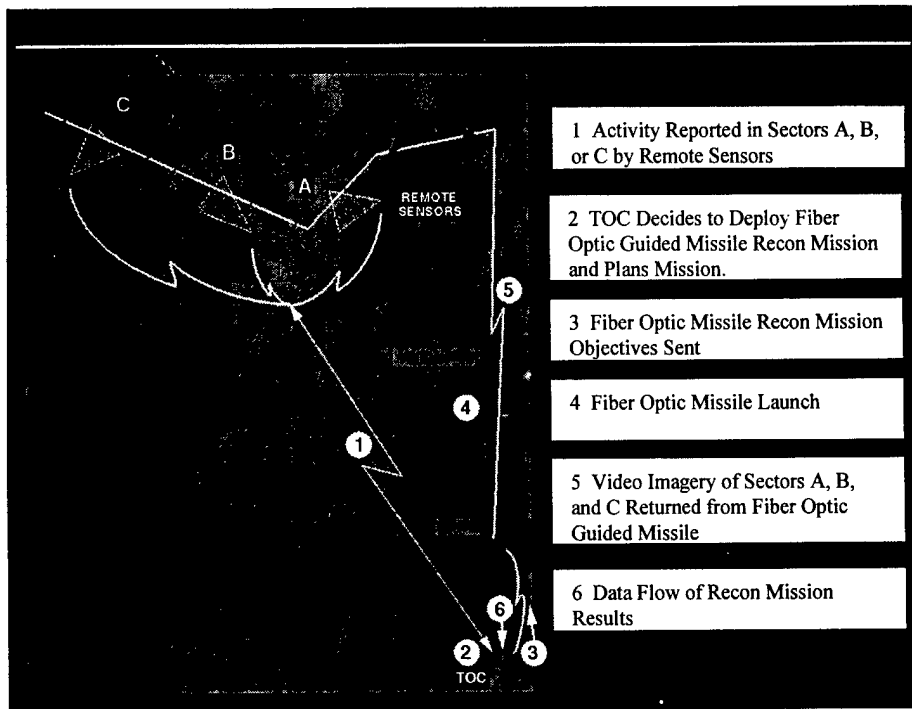 C
B
A
REMOTE
SENSORS
5
4
1
6
2
3
TOC
1 Activity Reported in Sectors A, B,
or C by Remote Sensors
2 TOC Decides to Deploy Fiber
Optic Guided Missile Recon Mission
and Plans Mission.
3 Fiber Optic Missile Recon Mission
Objectives Sent
4 Fiber Optic Missile Launch
5 Video Imagery of Sectors A, B,
and C Returned from Fiber Optic
Guided Missile
6 Data Flow of Recon Mission
Results